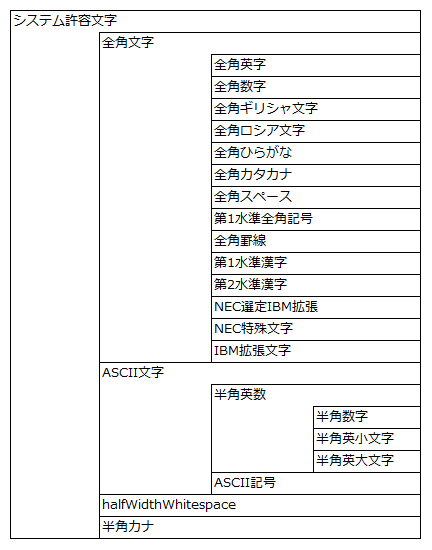 システム許容文字
全角文字
全角英字
全角数字
全角ギリシャ文字
全角ロシア文字
全角ひらがな
全角カタカナ
全角スペース
第1水準全角記号
全角罫線
第1水準漢字
第2水準漢字
NEC選定IBM拡張
NEC特殊文字
IBM拡張文字
ASCII文字
半角英数
半角数字
半角英小文字
半角英大文字
ASCII記号
halfWidthWhitespace
半角カナ